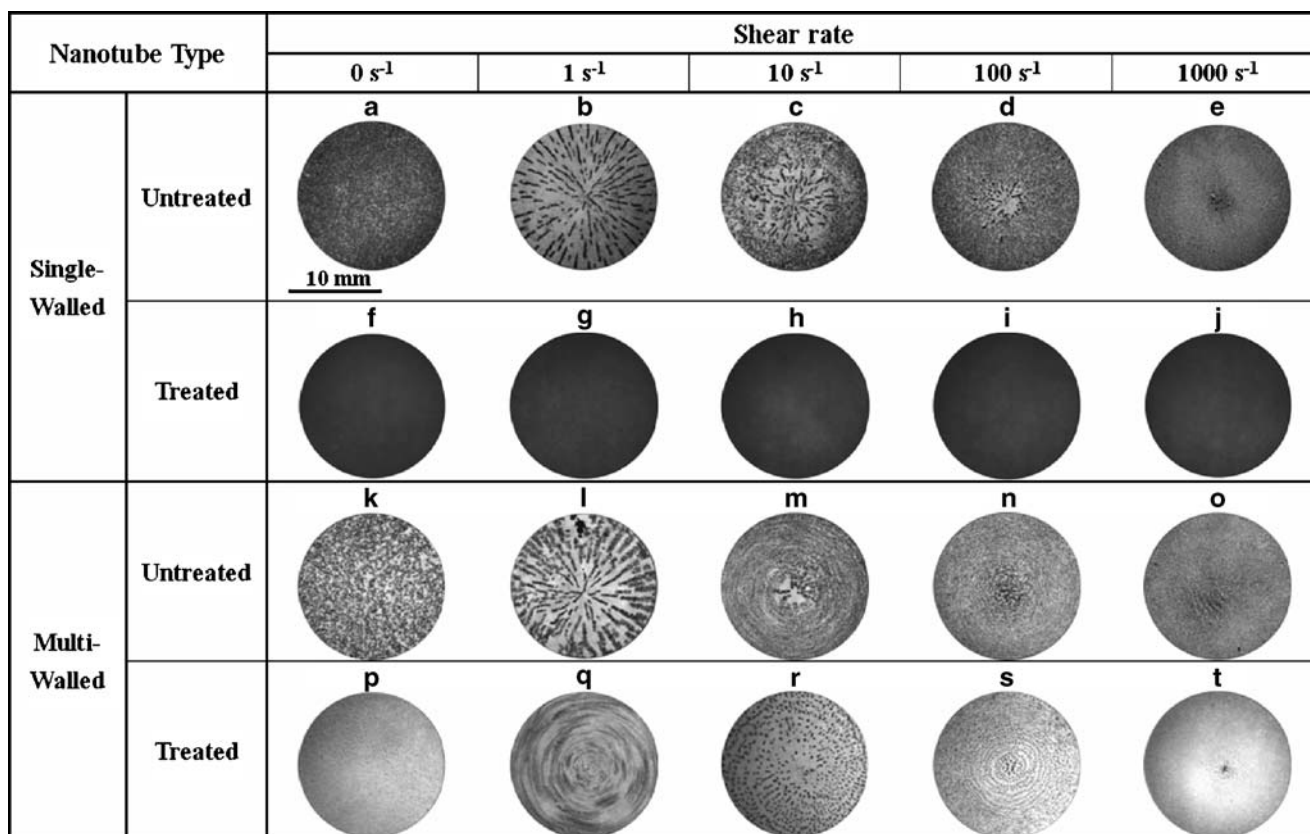 Nanotube Type
Shear rate
0 s⁻¹ 1 s⁻¹ 10 s⁻¹ 100 s⁻¹ 1000 s⁻¹
a b c d e
Untreated
10 mm
Single-
Walled
f g h i j
Treated
k l m n o
Untreated
Multi-
Walled
p q r s t
Treated